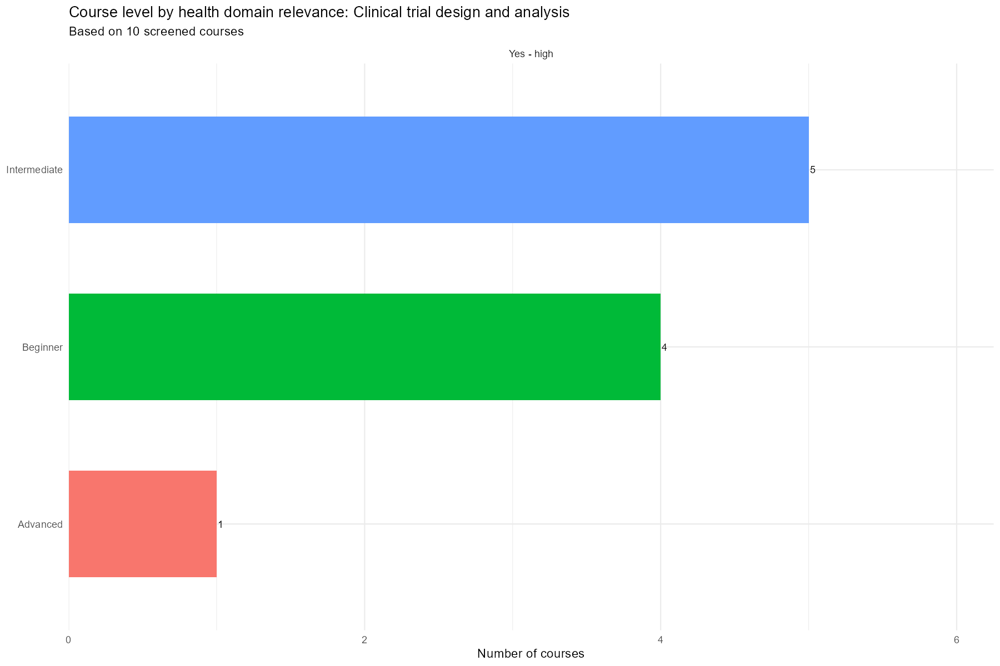 Course level by health domain relevance: Clinical trial design and analysis
Based on 10 screened courses
Yes - high
Intermediate
5
Beginner
4
Advanced
1
0 2 4 6
Number of courses